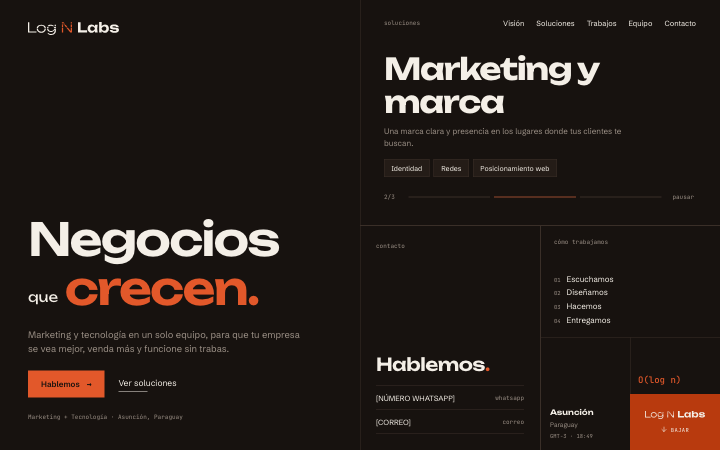 Log N Labs
Negocios
que crecen.
Marketing y tecnología en un solo equipo, para que tu empresa
se vea mejor, venda más y funcione sin trabas.
Hablemos →
Ver soluciones
Marketing + Tecnología · Asunción, Paraguay
soluciones
Visión Soluciones Trabajos Equipo Contacto
Marketing y
marca
Una marca clara y presencia en los lugares donde tus clientes te
buscan.
Identidad Redes Posicionamiento web
2/3 pausar
contacto
Hablemos.
[NÚMERO WHATSAPP] whatsapp
[CORREO] correo
cómo trabajamos
01 Escuchamos
02 Diseñamos
03 Hacemos
04 Entregamos
Asunción
Paraguay
GMT-3 · 18:49
O(log n)
Log N Labs
↓ BAJAR